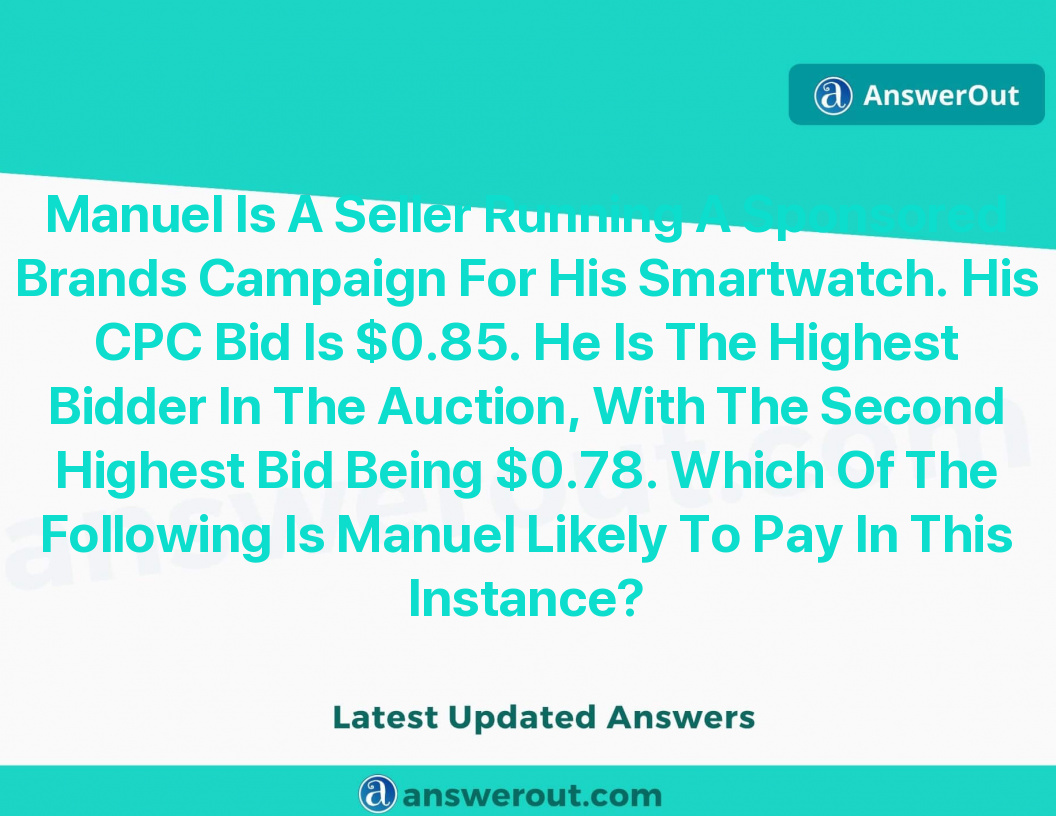 AnswerOut
Manuel Is A Seller Running A Sponsored
Brands Campaign For His Smartwatch. His
CPC Bid Is $0.85. He Is The Highest
Bidder In The Auction, With The Second
Highest Bid Being $0.78. Which Of The
Following Is Manuel Likely To Pay In This
Instance?
answerout.com
Latest Updated Answers
answerout.com